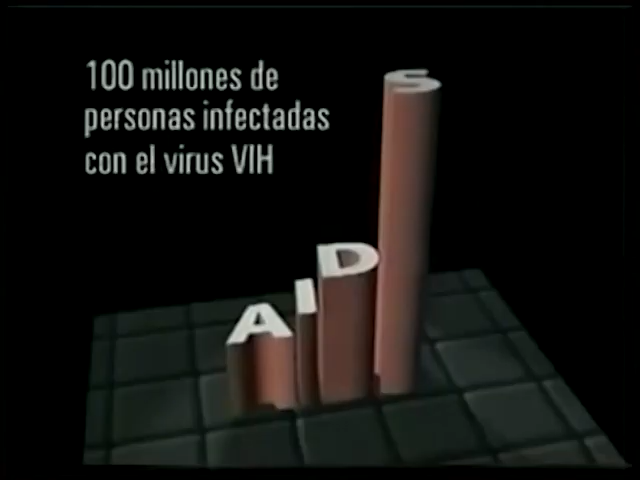 100 millones de
personas infectadas
con el virus VIH
AIDS